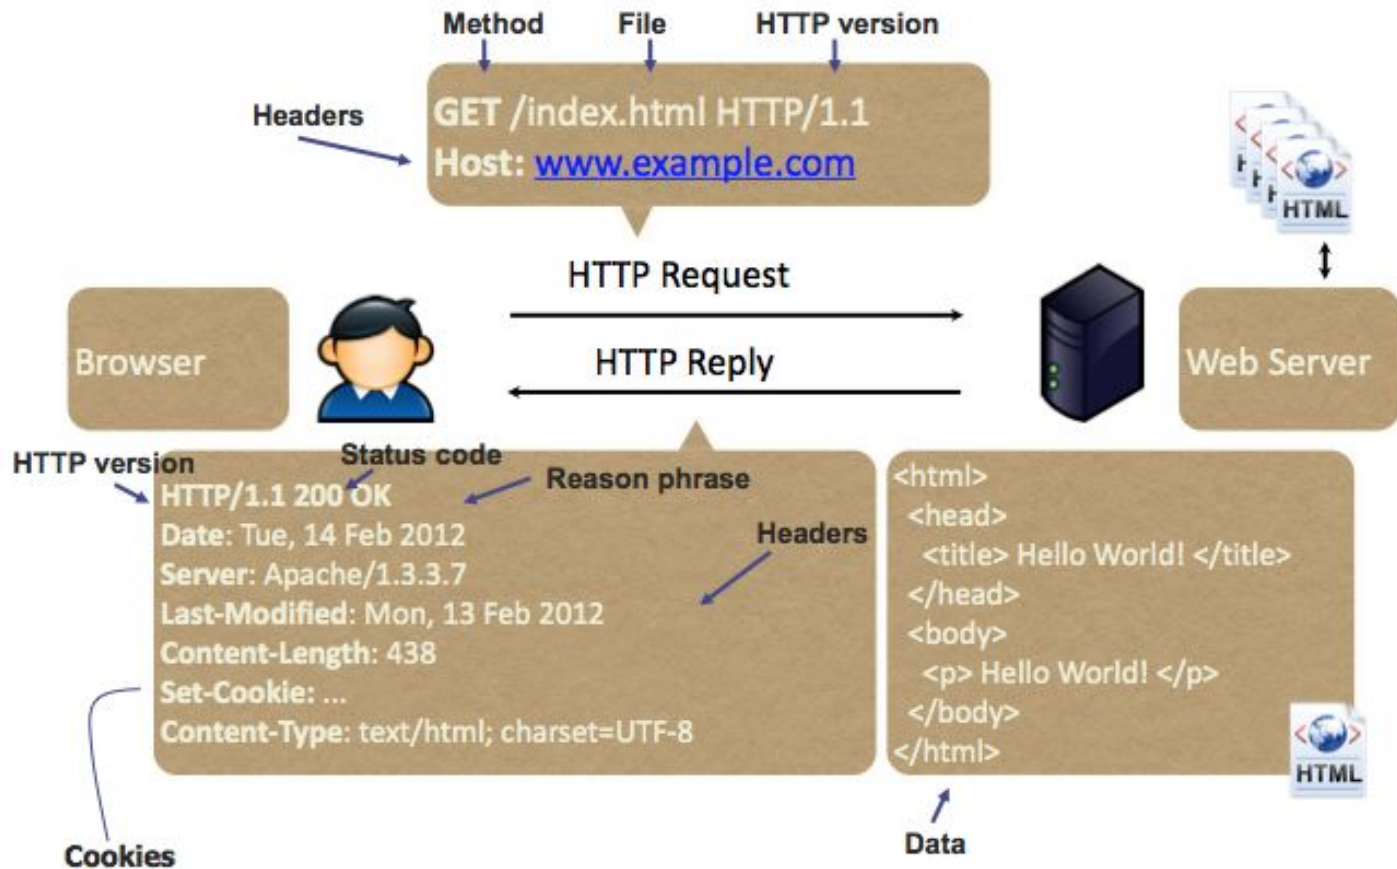 Method File HTTP version
Headers
GET /index.html HTTP/1.1
Host: www.example.com
HTML
HTTP Request
HTTP Reply
Browser
Web Server
HTTP version
Status code
Reason phrase
Headers
HTTP/1.1 200 OK
Date: Tue, 14 Feb 2012
Server: Apache/1.3.3.7
Last-Modified: Mon, 13 Feb 2012
Content-Length: 438
Set-Cookie: ...
Content-Type: text/html; charset=UTF-8
<html>
<head>
<title> Hello World! </title>
</head>
<body>
<p> Hello World! </p>
</body>
</html>
HTML
Cookies
Data